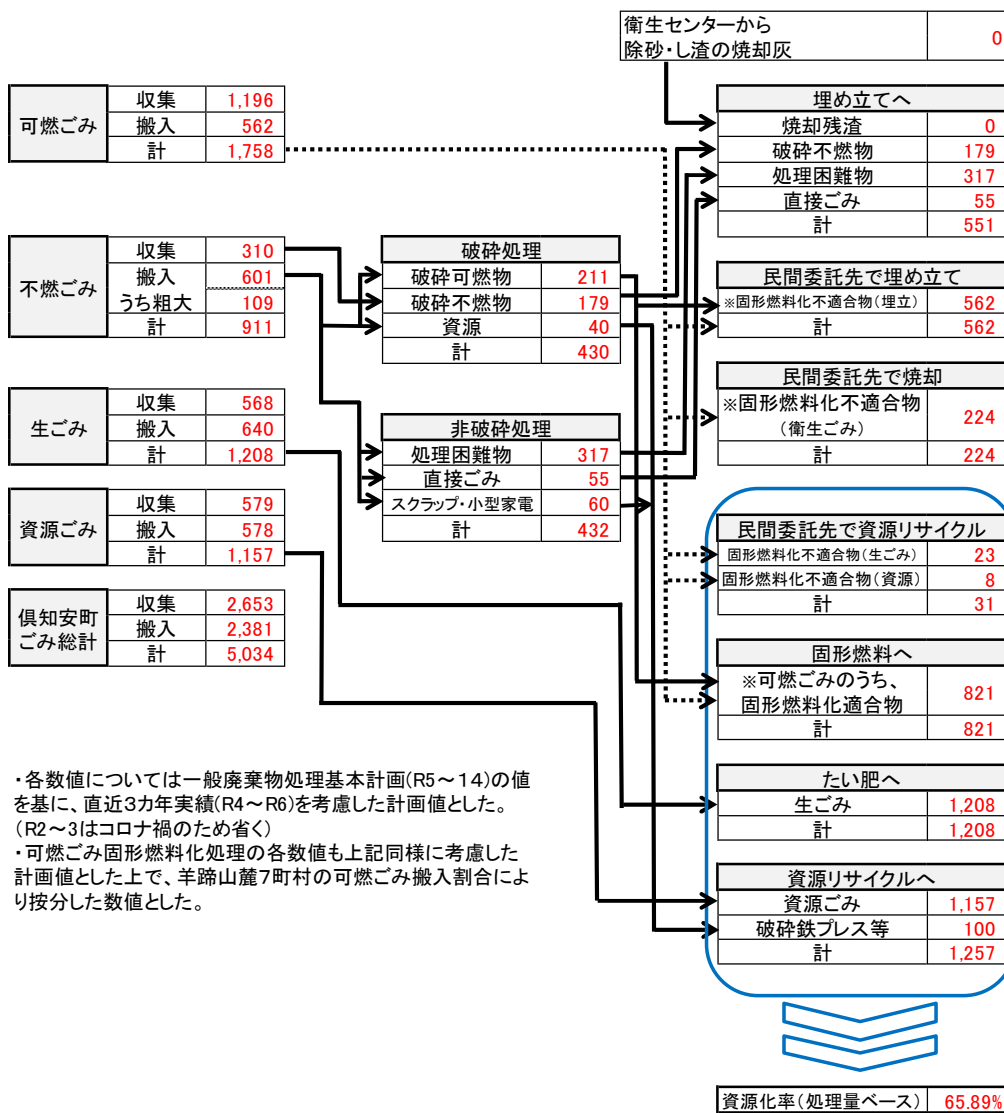 衛生センターから
除砂・し渣の焼却灰 0
可燃ごみ
収集 1,196
搬入 562
計 1,758
不燃ごみ
収集 310
搬入 601
うち粗大 109
計 911
生ごみ
収集 568
搬入 640
計 1,208
資源ごみ
収集 579
搬入 578
計 1,157
倶知安町
ごみ総計
収集 2,653
搬入 2,381
計 5,034
破砕処理
破砕可燃物 211
破砕不燃物 179
資源 40
計 430
非破砕処理
処理困難物 317
直接ごみ 55
スクラップ・小型家電 60
計 432
埋め立てへ
焼却残渣 0
破砕不燃物 179
処理困難物 317
直接ごみ 55
計 551
民間委託先で埋め立て
※固形燃料化不適合物(埋立) 562
計 562
民間委託先で焼却
※固形燃料化不適合物
(衛生ごみ) 224
計 224
民間委託先で資源リサイクル
固形燃料化不適合物(生ごみ) 23
固形燃料化不適合物(資源) 8
計 31
固形燃料へ
※可燃ごみのうち、
固形燃料化適合物 821
計 821
たい肥へ
生ごみ 1,208
計 1,208
資源リサイクルへ
資源ごみ 1,157
破砕鉄プレス等 100
計 1,257
・各数値については一般廃棄物処理基本計画(R5～14)の値
を基に、直近3カ年実績(R4～R6)を考慮した計画値とした。
(R2～3はコロナ禍のため省く)
・可燃ごみ固形燃料化処理の各数値も上記同様に考慮した
計画値とした上で、羊蹄山麓7町村の可燃ごみ搬入割合によ
り按分した数値とした。
資源化率(処理量ベース) 65.89%